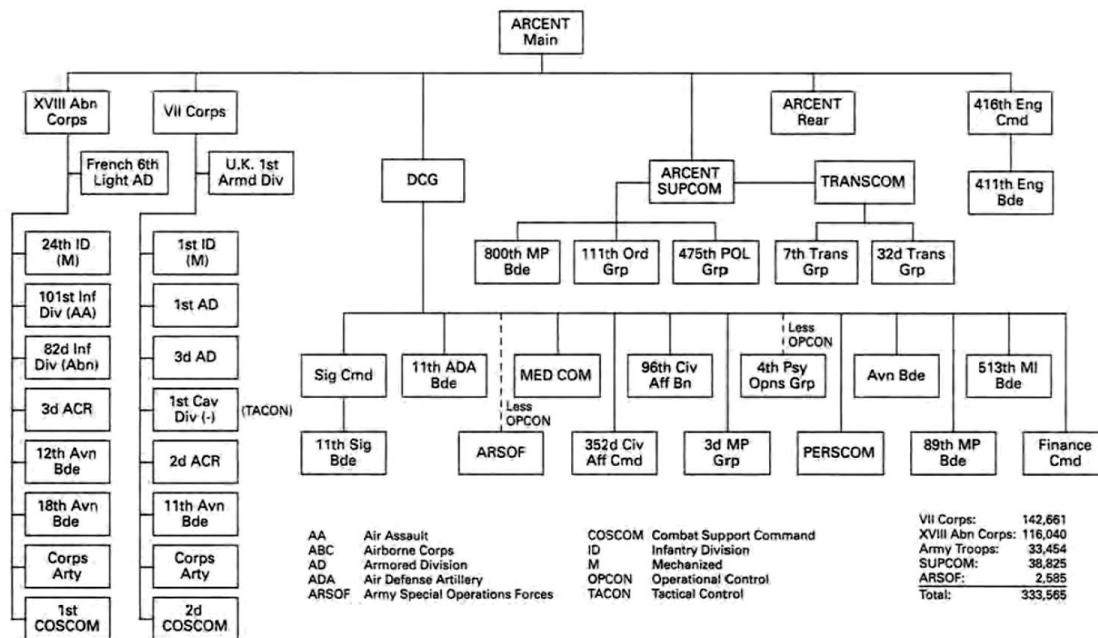 ARCENT
Main
XVIII Abn
Corps
VII Corps
ARCENT
Rear
416th Eng
Cmd
French 6th
Light AD
U.K. 1st
Armd Div
DCG
ARCENT
SUPCOM
TRANSCOM
411th Eng
Bde
24th ID
(M)
1st ID
(M)
800th MP
Bde
111th Ord
Grp
475th POL
Grp
7th Trans
Grp
32d Trans
Grp
101st Inf
Div (AA)
1st AD
82d Inf
Div (Abn)
3d AD
3d ACR
1st Cav
Div (-)
(TACON)
12th Avn
Bde
2d ACR
18th Avn
Bde
11th Avn
Bde
Corps
Arty
Corps
Arty
1st
COSCOM
2d
COSCOM
Sig Cmd
11th ADA
Bde
MED COM
96th Civ
Aff Bn
Less
OPCON
4th Psy
Opns Grp
Avn Bde
513th MI
Bde
11th Sig
Bde
Less
OPCON
ARSOF
352d Civ
Aff Cmd
3d MP
Grp
PERSCOM
89th MP
Bde
Finance
Cmd
AA Air Assault
ABC Airborne Corps
AD Armored Division
ADA Air Defense Artillery
ARSOF Army Special Operations Forces
COSCOM Combat Support Command
ID Infantry Division
M Mechanized
OPCON Operational Control
TACON Tactical Control
VII Corps: 142,661
XVIII Abn Corps: 116,040
Army Troops: 33,454
SUPCOM: 38,825
ARSOF: 2,585
Total: 333,565